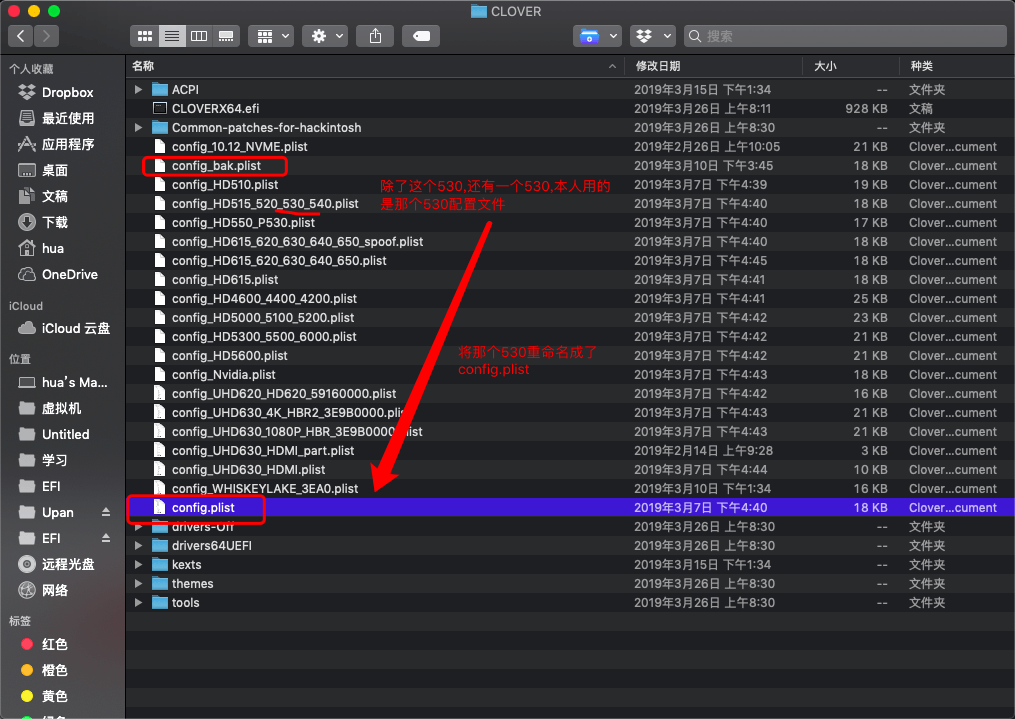 CLOVER
搜索
个人收藏
Dropbox
最近使用
应用程序
桌面
文稿
下载
hua
OneDrive
iCloud
iCloud 云盘
位置
hua's Ma...
虚拟机
Untitled
学习
EFI
Upan
EFI
远程光盘
网络
标签
红色
橙色
黄色
名称 修改日期 大小 种类
ACPI 2019年3月15日 下午1:34 -- 文件夹
CLOVERX64.efi 2019年3月26日 上午8:11 928 KB 文稿
Common-patches-for-hackintosh 2019年3月26日 上午8:30 -- 文件夹
config_10.12_NVME.plist 2019年2月26日 上午10:05 21 KB Clover...cument
config_bak.plist 2019年3月10日 下午3:45 18 KB Clover...cument
config_HD510.plist 2019年3月7日 下午4:39 19 KB Clover...cument
config_HD515_520_530_540.plist 2019年3月7日 下午4:40 18 KB Clover...cument
config_HD550_P530.plist 2019年3月7日 下午4:40 17 KB Clover...cument
config_HD615_620_630_640_650_spoof.plist 2019年3月7日 下午4:40 18 KB Clover...cument
config_HD615_620_630_640_650.plist 2019年3月7日 下午4:45 18 KB Clover...cument
config_HD615.plist 2019年3月7日 下午4:41 18 KB Clover...cument
config_HD4600_4400_4200.plist 2019年3月7日 下午4:41 25 KB Clover...cument
config_HD5000_5100_5200.plist 2019年3月7日 下午4:42 23 KB Clover...cument
config_HD5300_5500_6000.plist 2019年3月7日 下午4:42 21 KB Clover...cument
config_HD5600.plist 2019年3月7日 下午4:42 21 KB Clover...cument
config_Nvidia.plist 2019年3月7日 下午4:43 18 KB Clover...cument
config_UHD620_HD620_59160000.plist 2019年3月7日 下午4:42 16 KB Clover...cument
config_UHD630_4K_HBR2_3E9B0000.plist 2019年3月7日 下午4:43 21 KB Clover...cument
config_UHD630_1080P_HBR_3E9B0000.plist 2019年3月7日 下午4:43 21 KB Clover...cument
config_UHD630_HDMI_part.plist 2019年2月14日 上午9:28 3 KB Clover...cument
config_UHD630_HDMI.plist 2019年3月7日 下午4:44 10 KB Clover...cument
config_WHISKEYLAKE_3EA0.plist 2019年3月10日 下午1:34 16 KB Clover...cument
config.plist 2019年3月7日 下午4:40 18 KB Clover...cument
drivers-Off 2019年3月26日 上午8:30 -- 文件夹
drivers64UEFI 2019年3月26日 上午8:30 -- 文件夹
kexts 2019年3月15日 下午1:34 -- 文件夹
themes 2019年3月26日 上午8:30 -- 文件夹
tools 2019年3月26日 上午8:30 -- 文件夹
除了这个530,还有一个530,本人用的
是那个530配置文件
将那个530重命名成了
config.plist